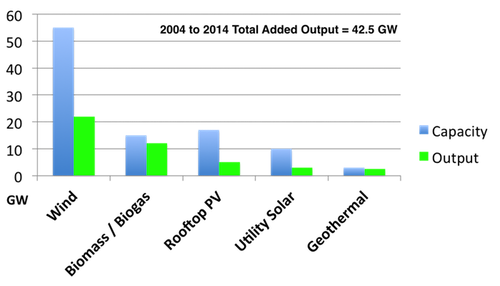 2004 to 2014 Total Added Output = 42.5 GW
60
50
40
30
20
10
0
GW
Wind
Biomass / Biogas
Rooftop PV
Utility Solar
Geothermal
Capacity
Output